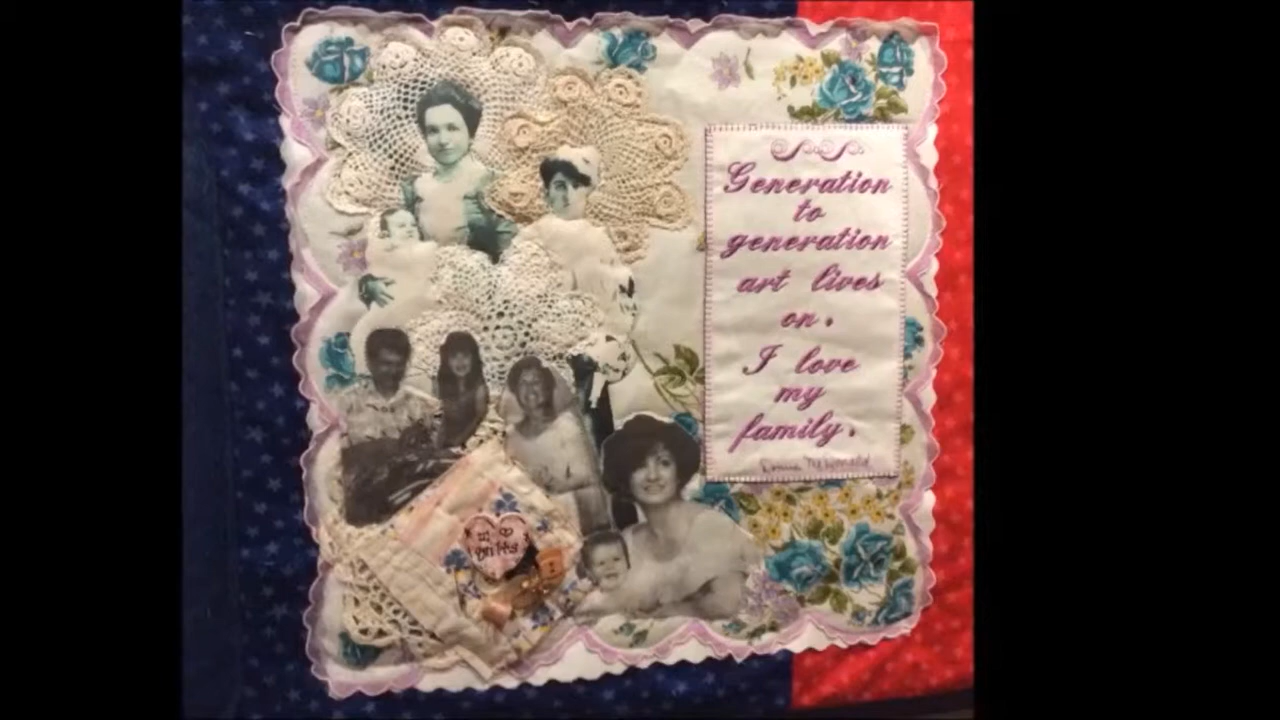 Generation
to
generation
art lives
on.
I love
my
family.